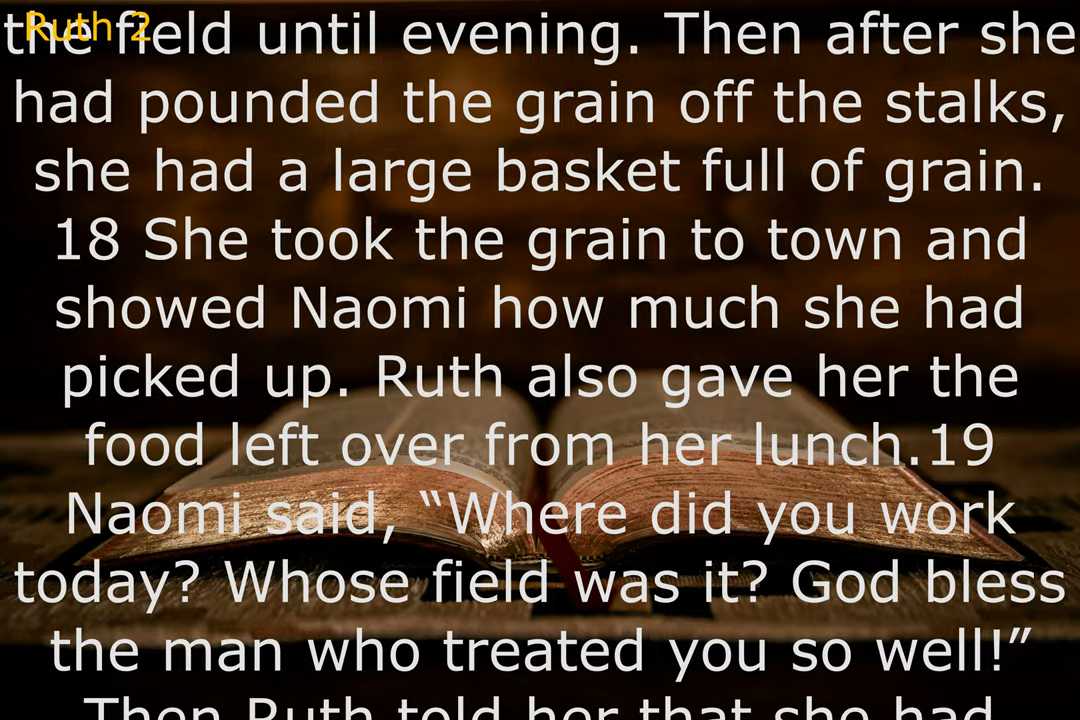 Ruth 2
the field until evening. Then after she
had pounded the grain off the stalks,
she had a large basket full of grain.
18 She took the grain to town and
showed Naomi how much she had
picked up. Ruth also gave her the
food left over from her lunch.19
Naomi said, “Where did you work
today? Whose field was it? God bless
the man who treated you so well!”
Then Ruth told her that she had